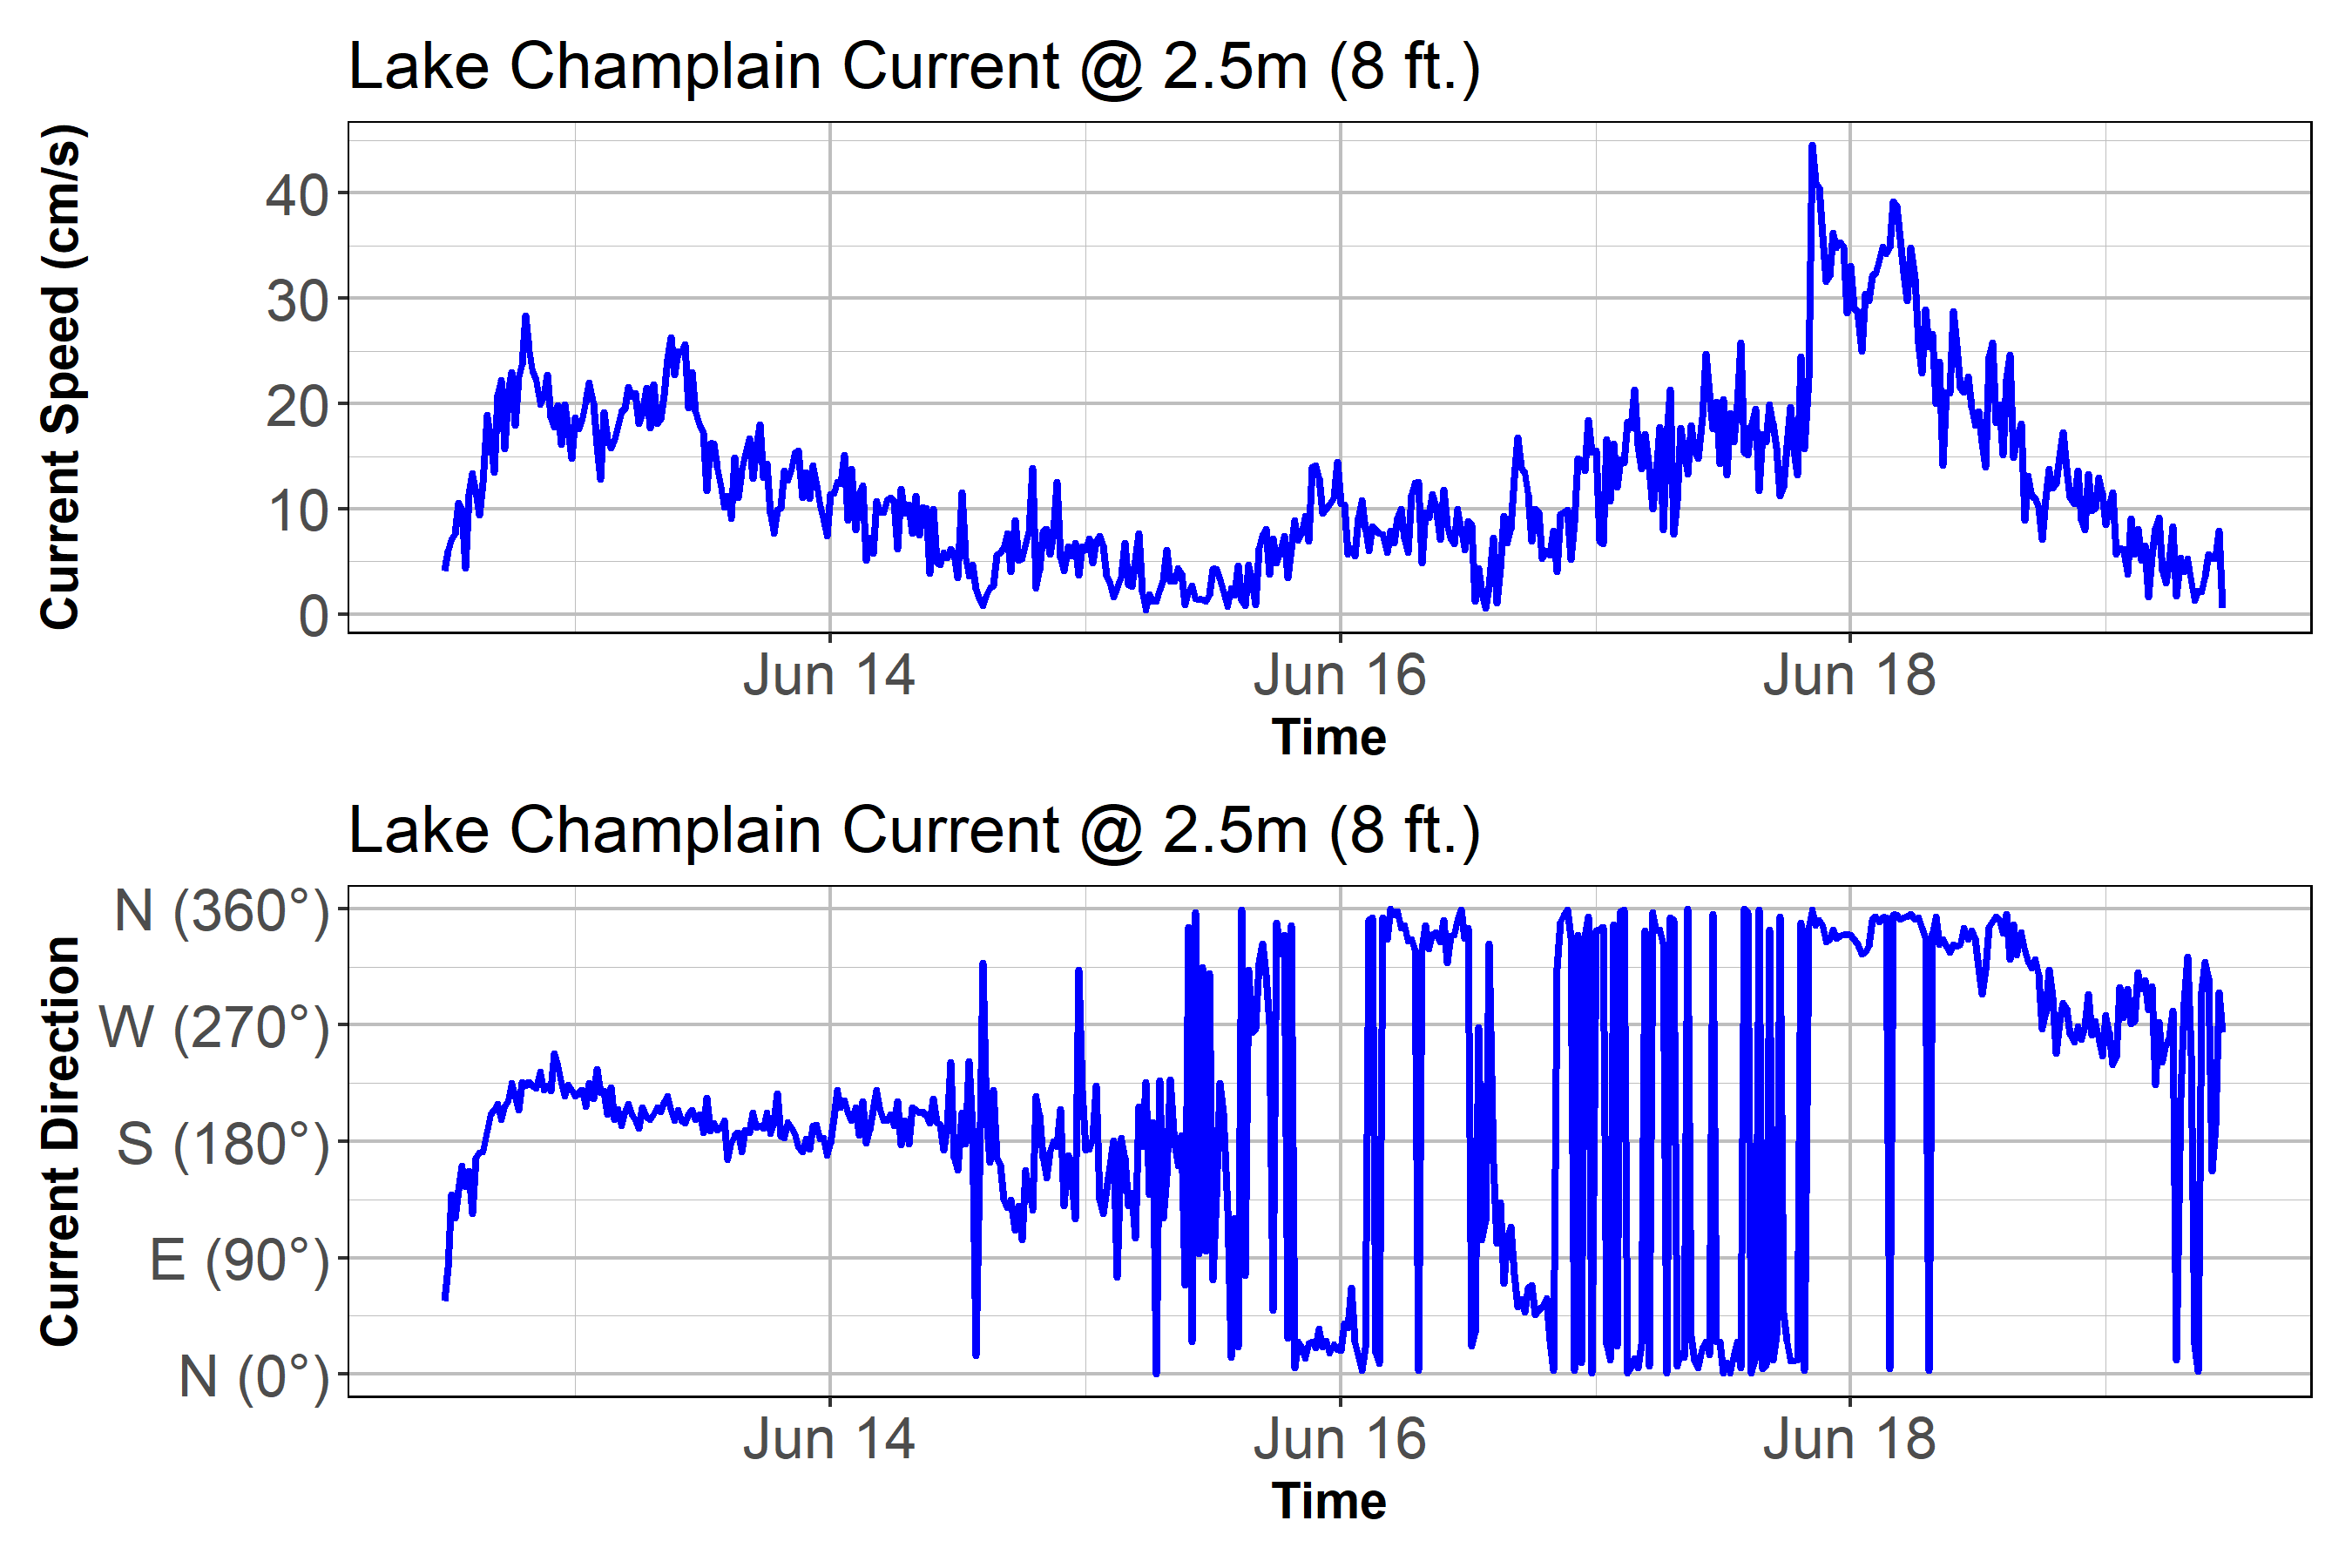 Lake Champlain Current @ 2.5m (8 ft.)
Current Speed (cm/s)
40
30
20
10
0
Jun 14 Jun 16 Jun 18
Time
Lake Champlain Current @ 2.5m (8 ft.)
Current Direction
N (360°)
W (270°)
S (180°)
E (90°)
N (0°)
Jun 14 Jun 16 Jun 18
Time